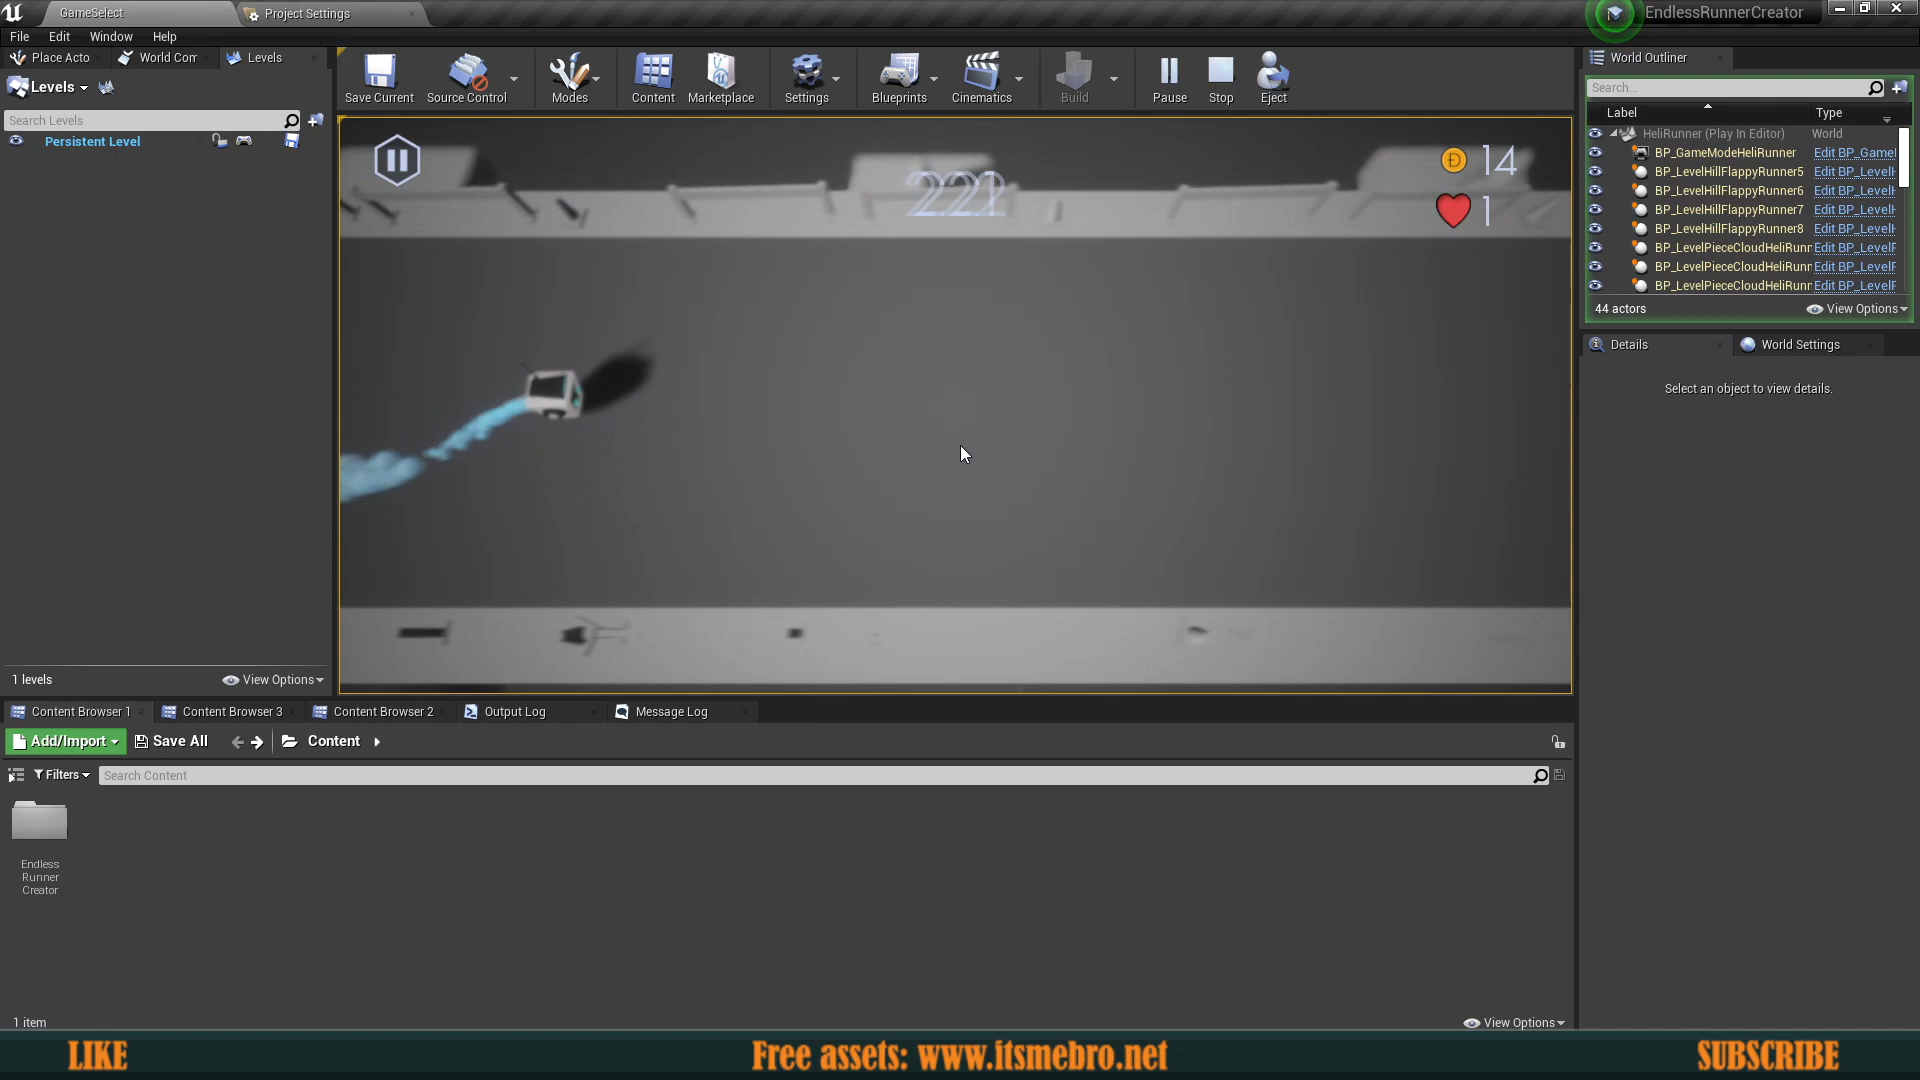 GameSelect
Project Settings
EndlessRunnerCreator
File Edit Window Help
Place Acto
World Con
Levels
Save Current
Source Control
Modes
Content
Marketplace
Settings
Blueprints
Cinematics
Build
Pause
Stop
Eject
World Outliner
Levels
Search Levels
Persistent Level
Search...
Label Type
HeliRunner (Play In Editor) World
BP_GameModeHeliRunner Edit BP_GameI
BP_LevelHillFlappyRunner5 Edit BP_LevelH
BP_LevelHillFlappyRunner6 Edit BP_LevelH
BP_LevelHillFlappyRunner7 Edit BP_LevelH
BP_LevelHillFlappyRunner8 Edit BP_LevelH
BP_LevelPieceCloudHeliRunn Edit BP_LevelP
BP_LevelPieceCloudHeliRunn Edit BP_LevelP
BP_LevelPieceCloudHeliRunn Edit BP_LevelP
44 actors View Options
221
14
1
Details
World Settings
Select an object to view details.
1 levels View Options
Content Browser 1
Content Browser 3
Content Browser 2
Output Log
Message Log
Add/Import Save All Content
Filters Search Content
Endless
Runner
Creator
1 item View Options
LIKE
Free assets: www.itsmebro.net
SUBSCRIBE